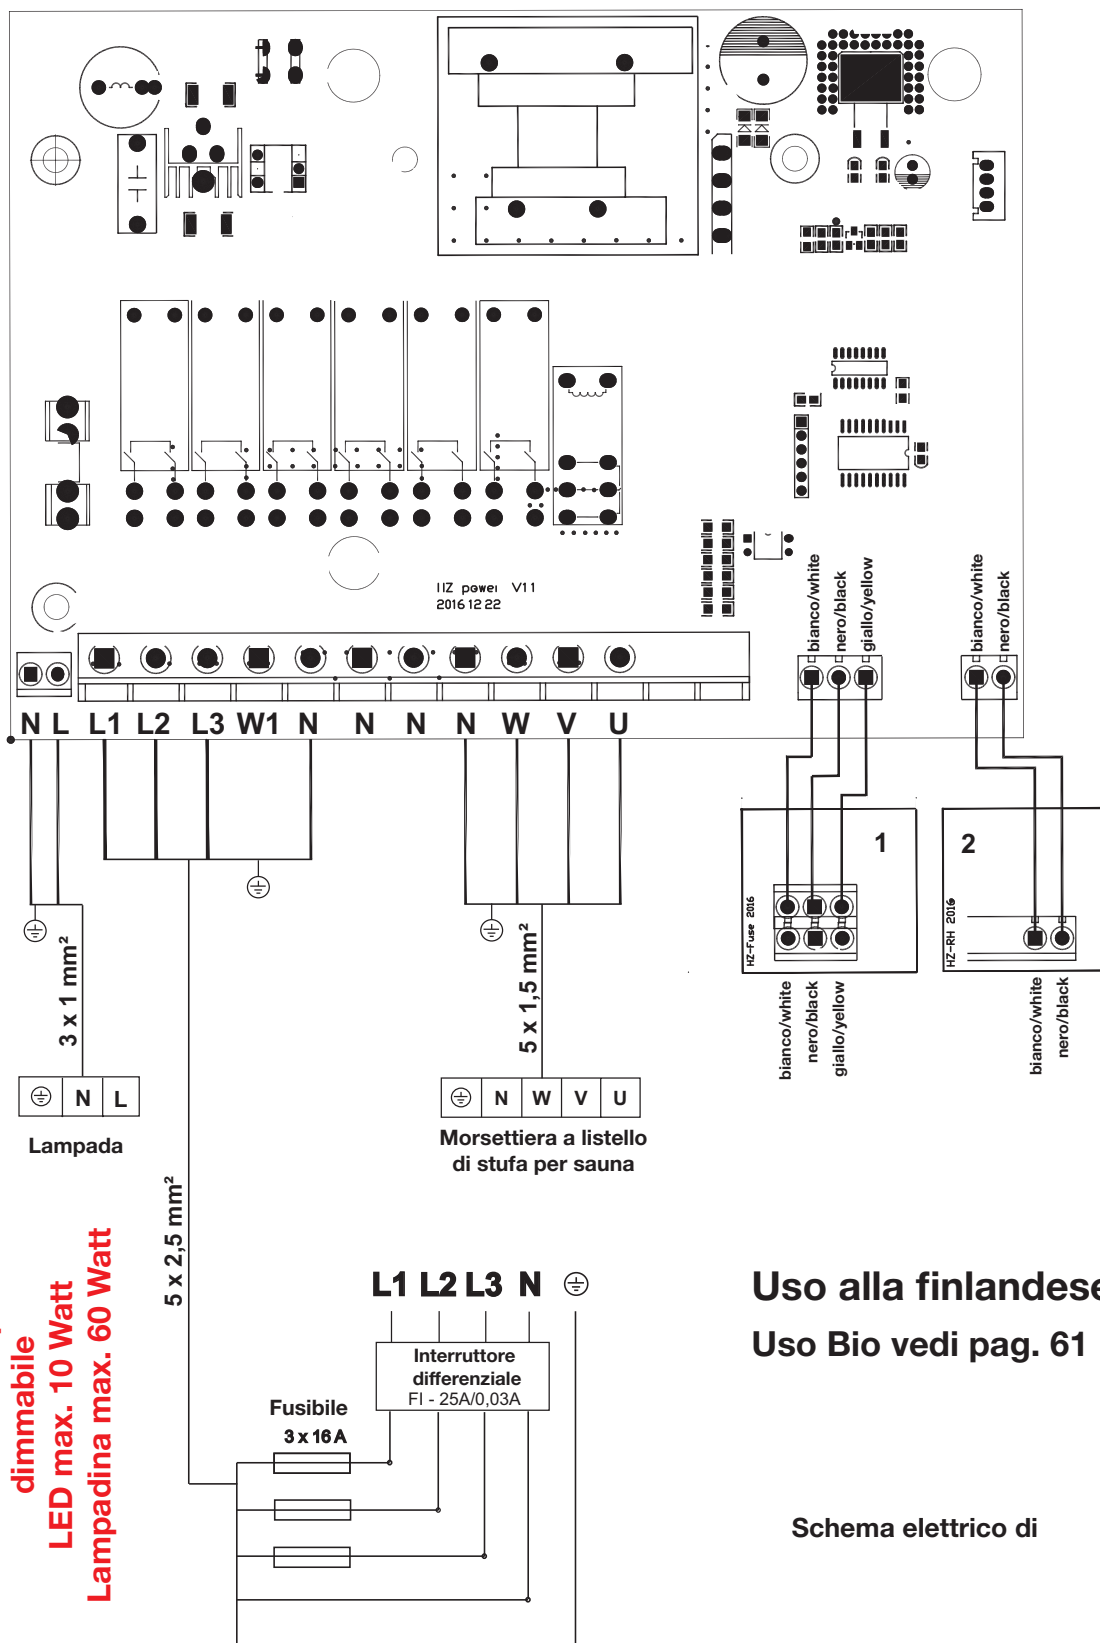 HZ power V11
2016 12 22
bianco/white
nero/black
giallo/yellow
bianco/white
nero/black
N L L1 L2 L3 W1 N N N N W V U
1
2
HZ-Fuse 2016
HZ-RH 2016
bianco/white
nero/black
giallo/yellow
bianco/white
nero/black
3 x 1 mm²
5 x 1,5 mm²
N L
Lampada
N W V U
Morsettiera a listello
di stufa per sauna
5 x 2,5 mm²
dimmabile
LED max. 10 Watt
Lampadina max. 60 Watt
L1 L2 L3 N
Interruttore
differenziale
FI - 25A/0,03A
Fusibile
3 x 16 A
Uso alla finlandese
Uso Bio vedi pag. 61
Schema elettrico di